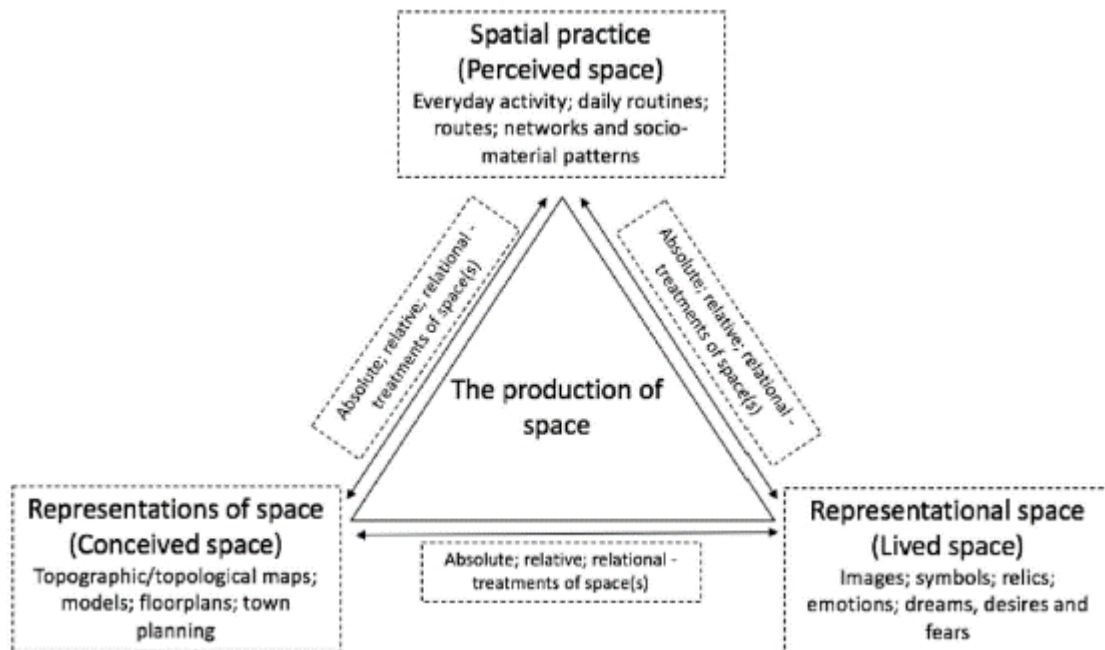 Spatial practice
(Perceived space)
Everyday activity; daily routines;
routes; networks and socio-
material patterns
Absolute; relative; relational -
treatments of space(s)
Absolute; relative; relational -
treatments of space(s)
The production of
space
Representations of space
(Conceived space)
Topographic/topological maps;
models; floorplans; town
planning
Absolute; relative; relational -
treatments of space(s)
Representational space
(Lived space)
Images; symbols; relics;
emotions; dreams, desires and
fears